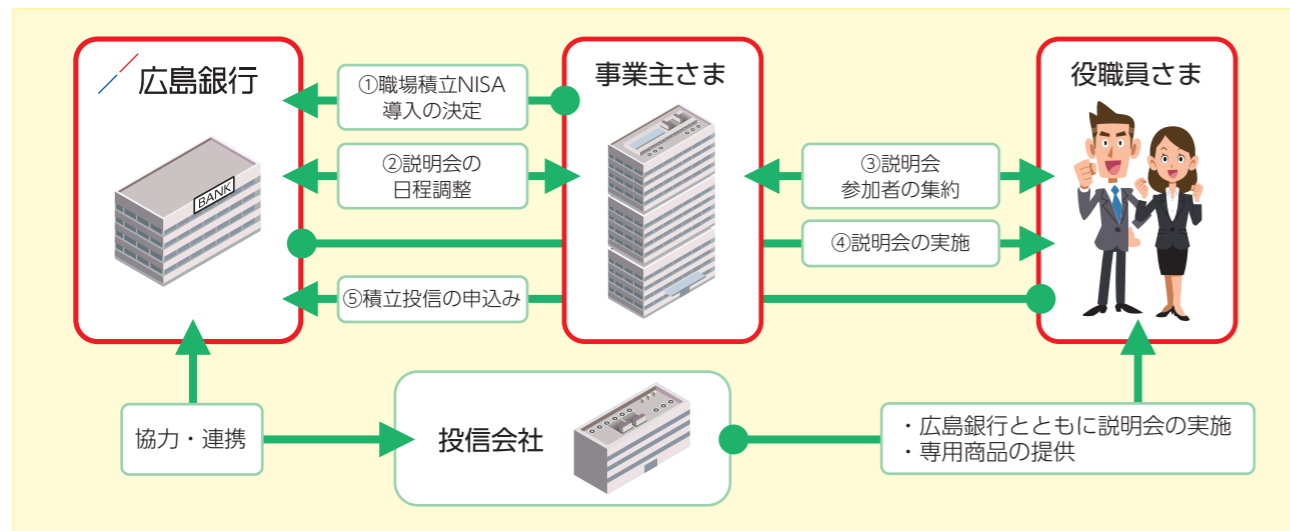 広島銀行
BANK
①職場積立NISA
導入の決定
事業主さま
役職員さま
②説明会の
日程調整
③説明会
参加者の集約
④説明会の実施
⑤積立投信の申込み
協力・連携
投信会社
・広島銀行とともに説明会の実施
・専用商品の提供